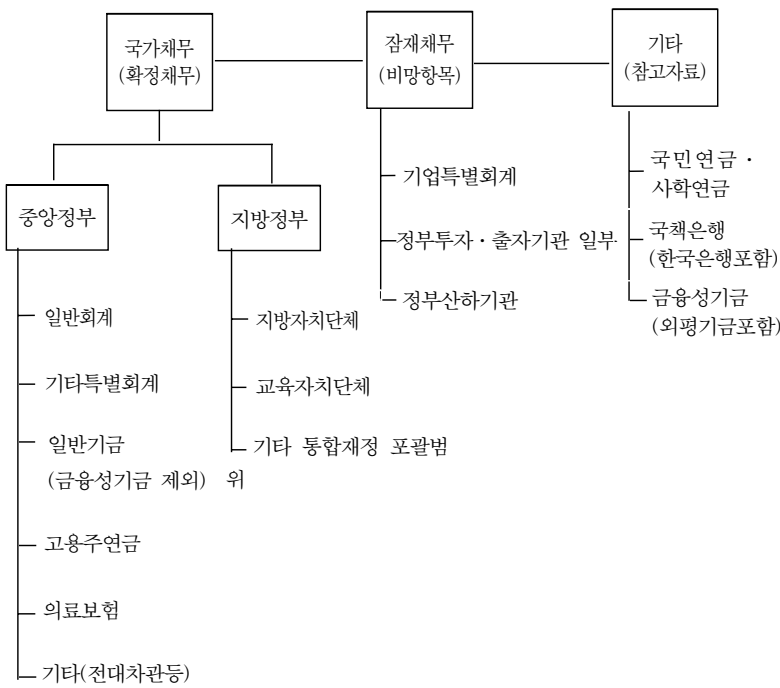 국가채무
(확정채무)
잠재채무
(비망항목)
기타
(참고자료)
중앙정부
일반회계
기타특별회계
일반기금
(금융성기금 제외)
고용주연금
의료보험
기타(전대차관등)
지방정부
지방자치단체
교육자치단체
기타 통합재정 포괄범
위
기업특별회계
정부투자·출자기관 일부
정부산하기관
국민연금·
사학연금
국책은행
(한국은행포함)
금융성기금
(외평기금포함)